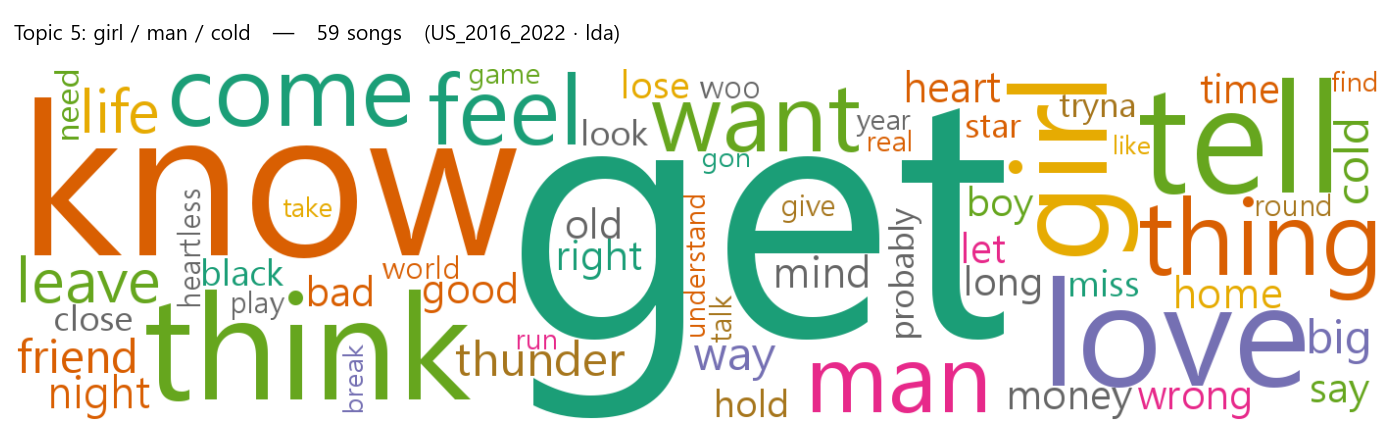 Topic 5: girl / man / cold — 59 songs (US_2016_2022 · lda)
need
life
come
feel
game
lose
woo
heart
girl
tryna
time
find
know
take
look
want
year
real
star
like
tell
cold
gon
get
old
right
give
boy
thing
round
heartless
understand
probably
let
leave
black
world
mind
long
miss
home
play
bad
good
close
think
talk
love
big
friend
run
thunder
way
night
break
man
say
hold
money
wrong